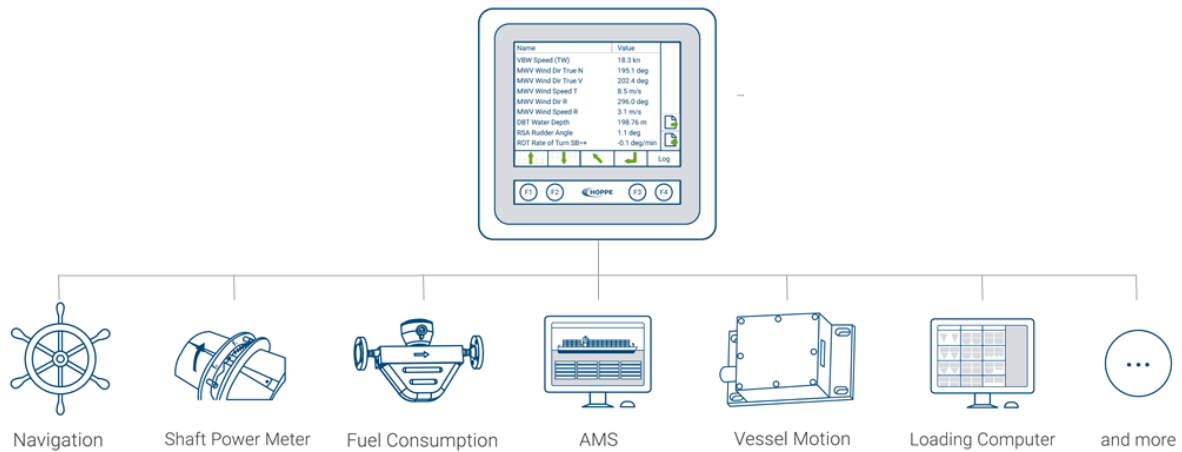 Name Value
VBW Speed (TW) 18.3 kn
MWV Wind Dir True N 195.1 deg
MWV Wind Dir True V 202.4 deg
MWV Wind Speed T 8.5 m/s
MWV Wind Dir R 296.0 deg
MWV Wind Speed R 3.1 m/s
DBT Water Depth 198.76 m
RSA Rudder Angle 1.1 deg
ROT Rate of Turn SB=+ -0.1 deg/min
Log
F1 F2 HOPPE F3 F4
Navigation Shaft Power Meter Fuel Consumption AMS Vessel Motion Loading Computer and more